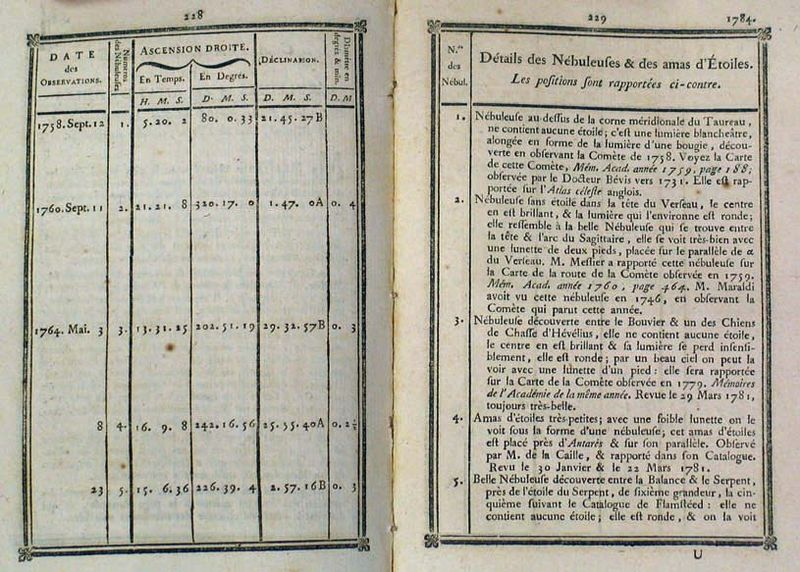 228
DATE
des
OBSERVATIONS.
Numéros
des Nébuleuses
ASCENSION DROITE.
En Temps.
En Degrés.
DÉCLINAISON.
Diametre en
degrés & min.
H. M. S.
D. M. S.
D. M. S.
D. M
1758. Sept. 12 1. 5. 20. 2 80. 0. 33 21. 45. 27 B
1760. Sept. 11 2. 21. 21. 8 320. 17. 0 1. 47. 0A 0. 4
1764. Mai. 3 3. 13. 31. 25 202. 51. 19 29. 32. 57B 0. 3
8 4. 16. 9. 8 242. 16. 56 25. 55. 40A 0. 2½
23 5. 15. 6. 36 226. 39. 4 2. 57. 16B 0. 3
229
1784.
N.os
des
Nébul.
Détails des Nébuleuſes & des amas d'Étoiles.
Les poſitions ſont rapportées ci-contre.
1. Nébuleuſe au-deſſus de la corne méridionale du Taureau,
ne contient aucune étoile; c'eſt une lumière blancheâtre,
alongée en forme de la lumière d'une bougie, décou-
verte en obſervant la Comète de 1758. Voyez la Carte
de cette Comète, Mém. Acad. année 1759, page 188;
obſervée par le Docteur Bévis vers 1731. Elle eſt rap-
portée ſur l'Atlas céleſte anglois.
2. Nébuleuſe ſans étoile dans la tête du Verſeau, le centre
en eſt brillant, & la lumière qui l'environne eſt ronde;
elle reſſemble à la belle Nébuleuſe qui ſe trouve entre
la tête & l'arc du Sagittaire, elle ſe voit très-bien avec
une lunette de deux pieds, placée ſur le parallèle de α
du Verſeau. M. Meſſier a rapporté cette nébuleuſe ſur
la Carte de la route de la Comète obſervée en 1759.
Mém. Acad. année 1760, page 464. M. Maraldi
avoit vu cette nébuleuſe en 1746, en obſervant la
Comète qui parut cette année.
3. Nébuleuſe découverte entre le Bouvier & un des Chiens
de Chaſſe d'Hévélius, elle ne contient aucune étoile,
le centre en eſt brillant & ſa lumière ſe perd inſenſi-
blement, elle eſt ronde; par un beau ciel on peut la
voir avec une lunette d'un pied: elle ſera rapportée
ſur la Carte de la Comète obſervée en 1779. Mémoires
de l'Académie de la même année. Revue le 29 Mars 1781,
toujours très-belle.
4. Amas d'étoiles très-petites; avec une foible lunette on le
voit ſous la forme d'une nébuleuſe; cet amas d'étoiles
eſt placé près d'Antarès & ſur ſon parallèle. Obſervé
par M. de la Caille, & rapporté dans ſon Catalogue.
Revu le 30 Janvier & le 22 Mars 1781.
5. Belle Nébuleuſe découverte entre la Balance & le Serpent,
près de l'étoile du Serpent, de ſixième grandeur, la cin-
quième ſuivant le Catalogue de Flamſtéed: elle ne
contient aucune étoile; elle eſt ronde, & on la voit
U